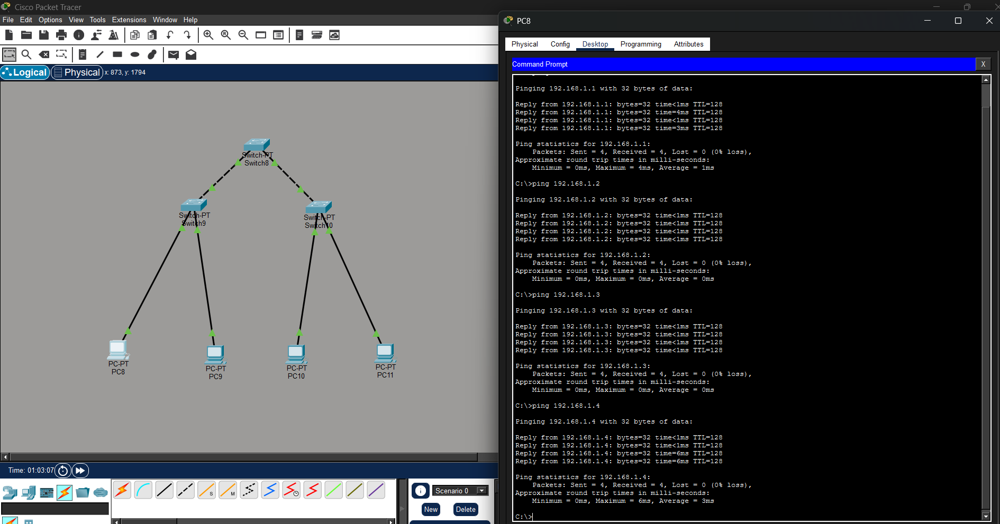 Cisco Packet Tracer
File Edit Options View Tools Extensions Window Help
Logical Physical x: 873, y: 1794
Switch-PT
Switch8
Switch-PT
Switch9
Switch-PT
Switch10
PC-PT
PC8
PC-PT
PC9
PC-PT
PC10
PC-PT
PC11
Time: 01:03:07
S
M
Scenario 0
New Delete
PC8
Physical Config Desktop Programming Attributes
Command Prompt X
Pinging 192.168.1.1 with 32 bytes of data:
Reply from 192.168.1.1: bytes=32 time<1ms TTL=128
Reply from 192.168.1.1: bytes=32 time=4ms TTL=128
Reply from 192.168.1.1: bytes=32 time<1ms TTL=128
Reply from 192.168.1.1: bytes=32 time=3ms TTL=128
Ping statistics for 192.168.1.1:
Packets: Sent = 4, Received = 4, Lost = 0 (0% loss),
Approximate round trip times in milli-seconds:
Minimum = 0ms, Maximum = 4ms, Average = 1ms
C:\>ping 192.168.1.2
Pinging 192.168.1.2 with 32 bytes of data:
Reply from 192.168.1.2: bytes=32 time<1ms TTL=128
Reply from 192.168.1.2: bytes=32 time<1ms TTL=128
Reply from 192.168.1.2: bytes=32 time<1ms TTL=128
Reply from 192.168.1.2: bytes=32 time<1ms TTL=128
Ping statistics for 192.168.1.2:
Packets: Sent = 4, Received = 4, Lost = 0 (0% loss),
Approximate round trip times in milli-seconds:
Minimum = 0ms, Maximum = 0ms, Average = 0ms
C:\>ping 192.168.1.3
Pinging 192.168.1.3 with 32 bytes of data:
Reply from 192.168.1.3: bytes=32 time<1ms TTL=128
Reply from 192.168.1.3: bytes=32 time<1ms TTL=128
Reply from 192.168.1.3: bytes=32 time<1ms TTL=128
Reply from 192.168.1.3: bytes=32 time<1ms TTL=128
Ping statistics for 192.168.1.3:
Packets: Sent = 4, Received = 4, Lost = 0 (0% loss),
Approximate round trip times in milli-seconds:
Minimum = 0ms, Maximum = 0ms, Average = 0ms
C:\>ping 192.168.1.4
Pinging 192.168.1.4 with 32 bytes of data:
Reply from 192.168.1.4: bytes=32 time<1ms TTL=128
Reply from 192.168.1.4: bytes=32 time<1ms TTL=128
Reply from 192.168.1.4: bytes=32 time=6ms TTL=128
Reply from 192.168.1.4: bytes=32 time=6ms TTL=128
Ping statistics for 192.168.1.4:
Packets: Sent = 4, Received = 4, Lost = 0 (0% loss),
Approximate round trip times in milli-seconds:
Minimum = 0ms, Maximum = 6ms, Average = 3ms
C:\>